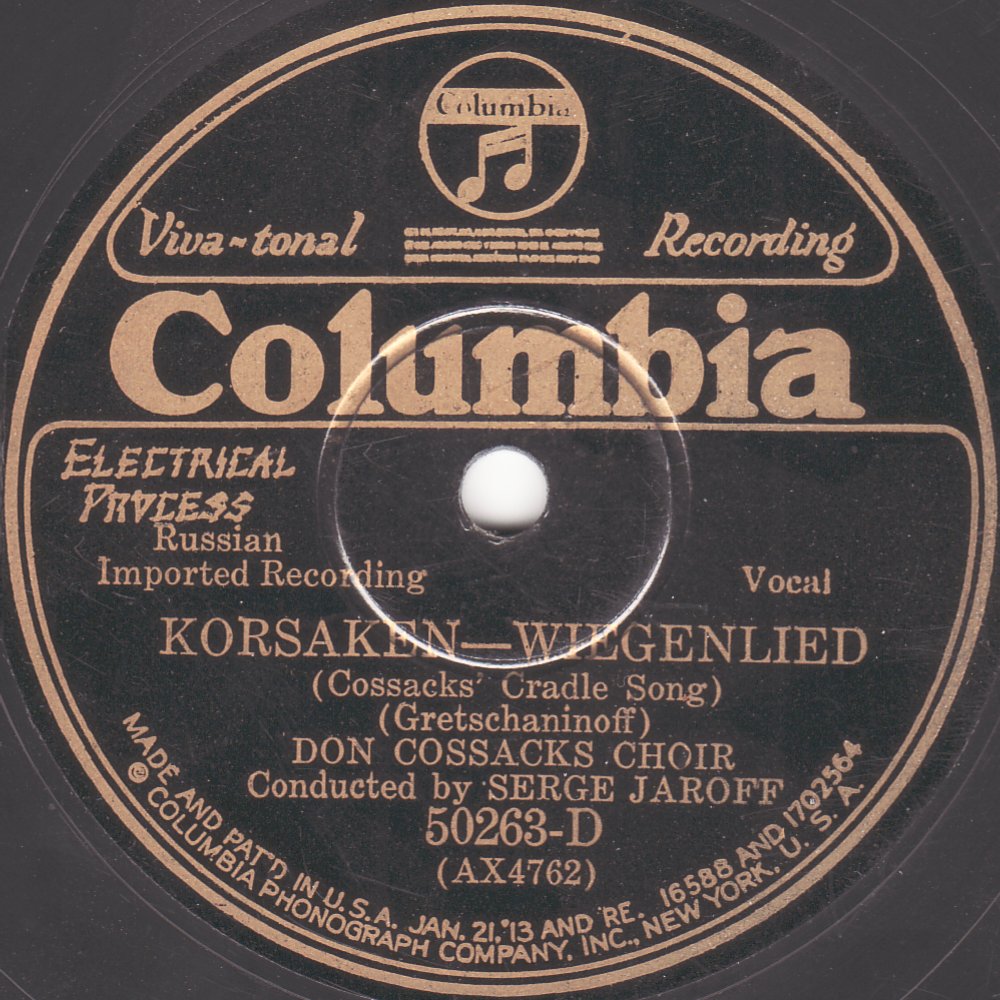 Columbia
Viva-tonal Recording
Columbia
ELECTRICAL
PROCESS
Russian
Imported Recording
Vocal
KORSAKEN—WIEGENLIED
(Cossacks' Cradle Song)
(Gretschaninoff)
DON COSSACKS CHOIR
Conducted by SERGE JAROFF
50263-D
(AX4762)
MADE AND PAT'D IN U.S.A. JAN. 21,'13 AND RE. 16588 AND 1702564
© COLUMBIA PHONOGRAPH COMPANY, INC., NEW YORK, U. S. A.